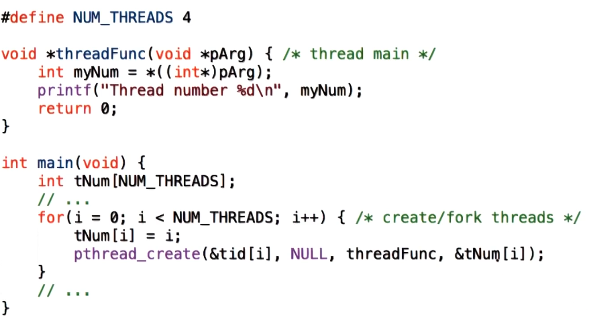 #define NUM_THREADS 4
void *threadFunc(void *pArg) { /* thread main */
int myNum = *((int*)pArg);
printf("Thread number %d\n", myNum);
return 0;
}
int main(void) {
int tNum[NUM_THREADS];
// ...
for(i = 0; i < NUM_THREADS; i++) { /* create/fork threads */
tNum[i] = i;
pthread_create(&tid[i], NULL, threadFunc, &tNum[i]);
}
// ...
}